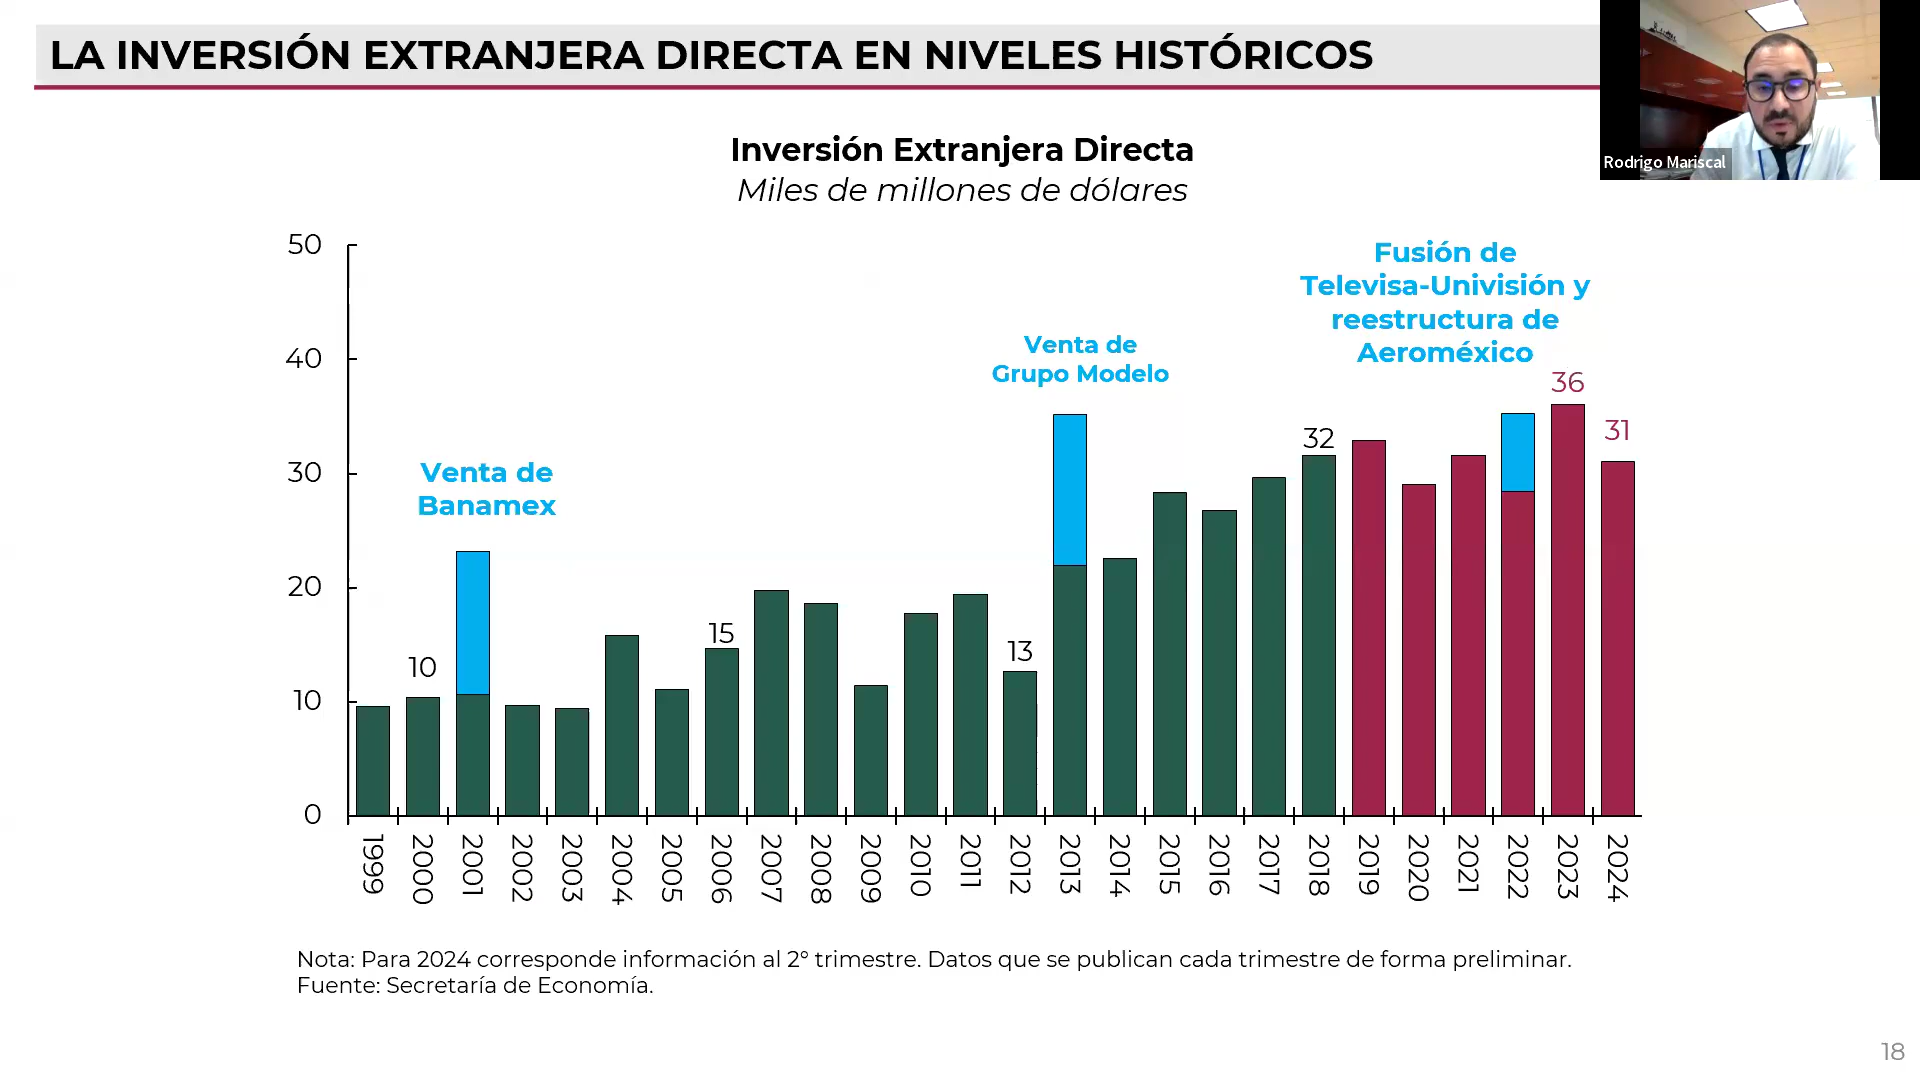 LA INVERSIÓN EXTRANJERA DIRECTA EN NIVELES HISTÓRICOS
Rodrigo Mariscal
Inversión Extranjera Directa
Miles de millones de dólares
50
40
30
20
10
0
Venta de
Banamex
Venta de
Grupo Modelo
Fusión de
Televisa-Univisión y
reestructura de
Aeroméxico
10
15
13
32
36
31
1999
2000
2001
2002
2003
2004
2005
2006
2007
2008
2009
2010
2011
2012
2013
2014
2015
2016
2017
2018
2019
2020
2021
2022
2023
2024
Nota: Para 2024 corresponde información al 2° trimestre. Datos que se publican cada trimestre de forma preliminar.
Fuente: Secretaría de Economía.
18